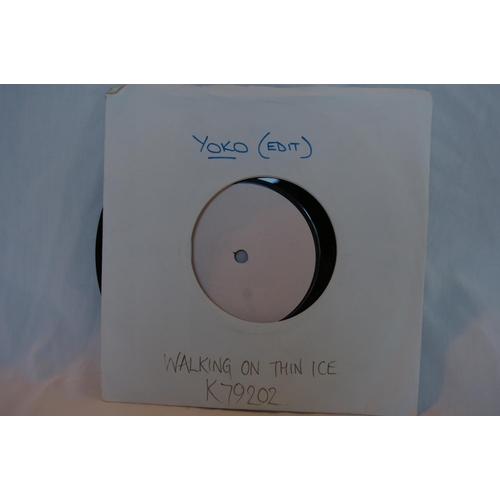 YOKO (EDIT)
WALKING ON THIN ICE
K79202